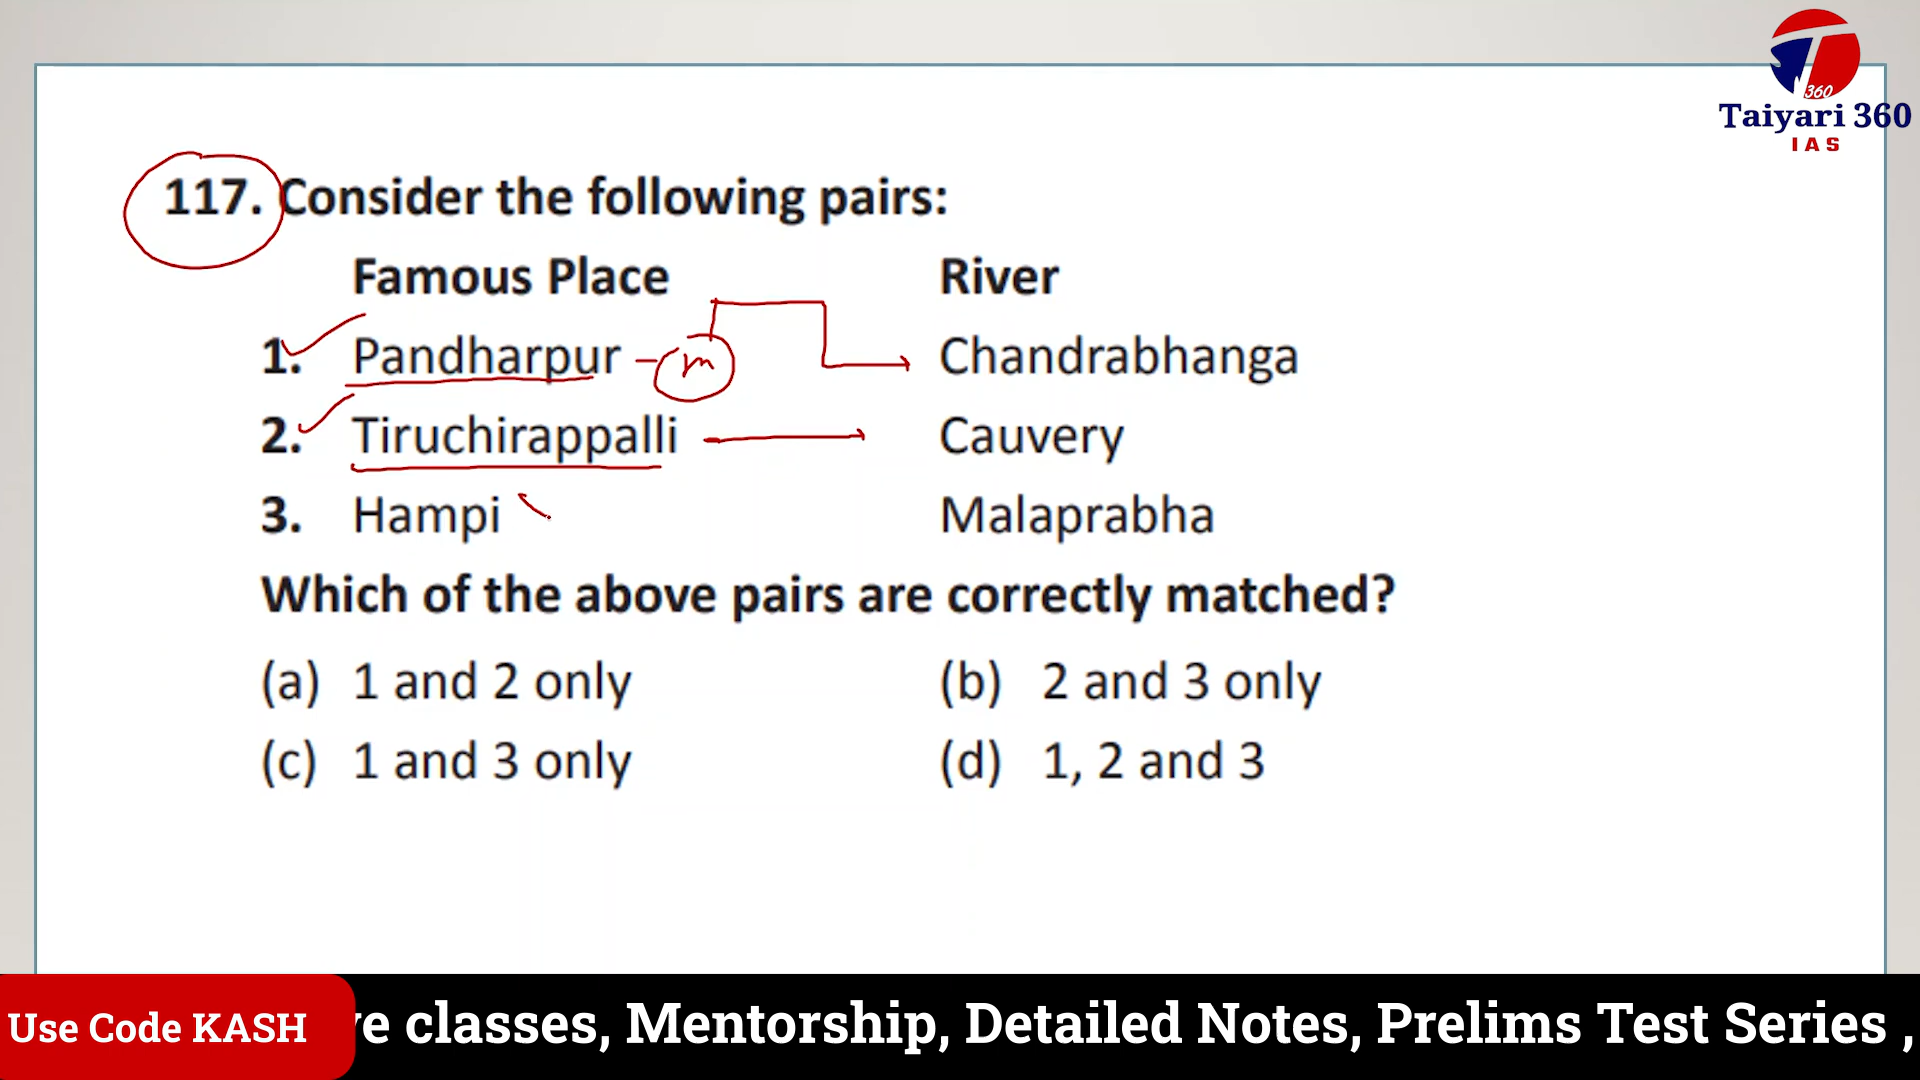 360
Taiyari 360
IAS
117. Consider the following pairs:
Famous Place River
1. Pandharpur – m Chandrabhanga
2. Tiruchirappalli Cauvery
3. Hampi Malaprabha
Which of the above pairs are correctly matched?
(a) 1 and 2 only (b) 2 and 3 only
(c) 1 and 3 only (d) 1, 2 and 3
Use Code KASH classes, Mentorship, Detailed Notes, Prelims Test Series ,